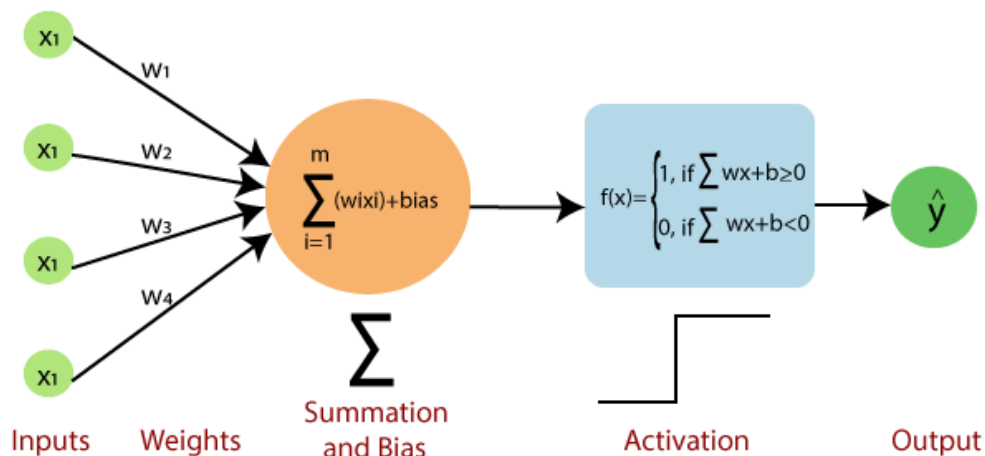 x1
x1
x1
x1
w1
w2
w3
w4
m
∑(wixi)+bias
i=1
f(x)={1, if ∑ wx+b≥0
0, if ∑ wx+b<0
ŷ
∑
Inputs
Weights
Summation
and Bias
Activation
Output